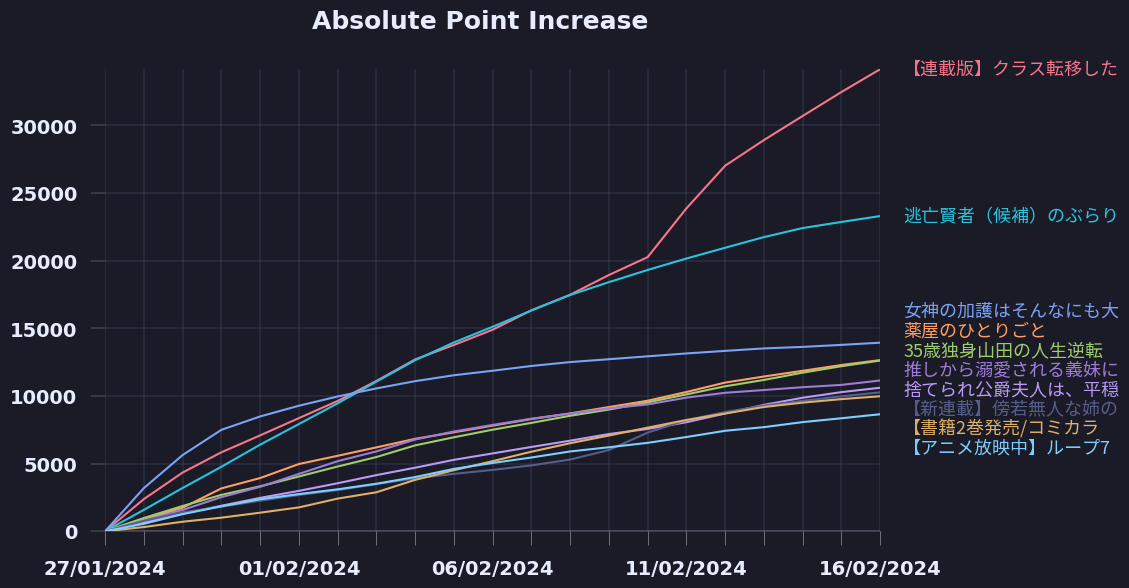 Absolute Point Increase
30000
25000
20000
15000
10000
5000
0
27/01/2024
01/02/2024
06/02/2024
11/02/2024
16/02/2024
【連載版】クラス転移した
逃亡賢者（候補）のぶらり
女神の加護はそんなにも大
薬屋のひとりごと
35歳独身山田の人生逆転
推しから溺愛される義妹に
捨てられ公爵夫人は、平穏
【新連載】傍若無人な姉の
【書籍2巻発売/コミカラ
【アニメ放映中】ループ7